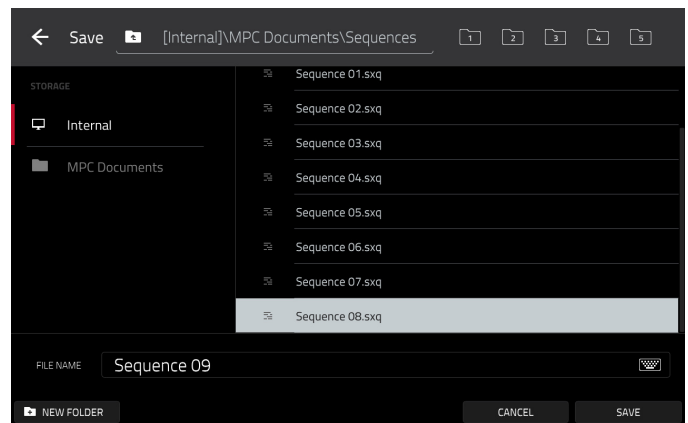 Save [Internal]\MPC Documents\Sequences 1 2 3 4 5
STORAGE
Internal
MPC Documents
Sequence 01.sxq
Sequence 02.sxq
Sequence 03.sxq
Sequence 04.sxq
Sequence 05.sxq
Sequence 06.sxq
Sequence 07.sxq
Sequence 08.sxq
FILE NAME Sequence 09
NEW FOLDER CANCEL SAVE